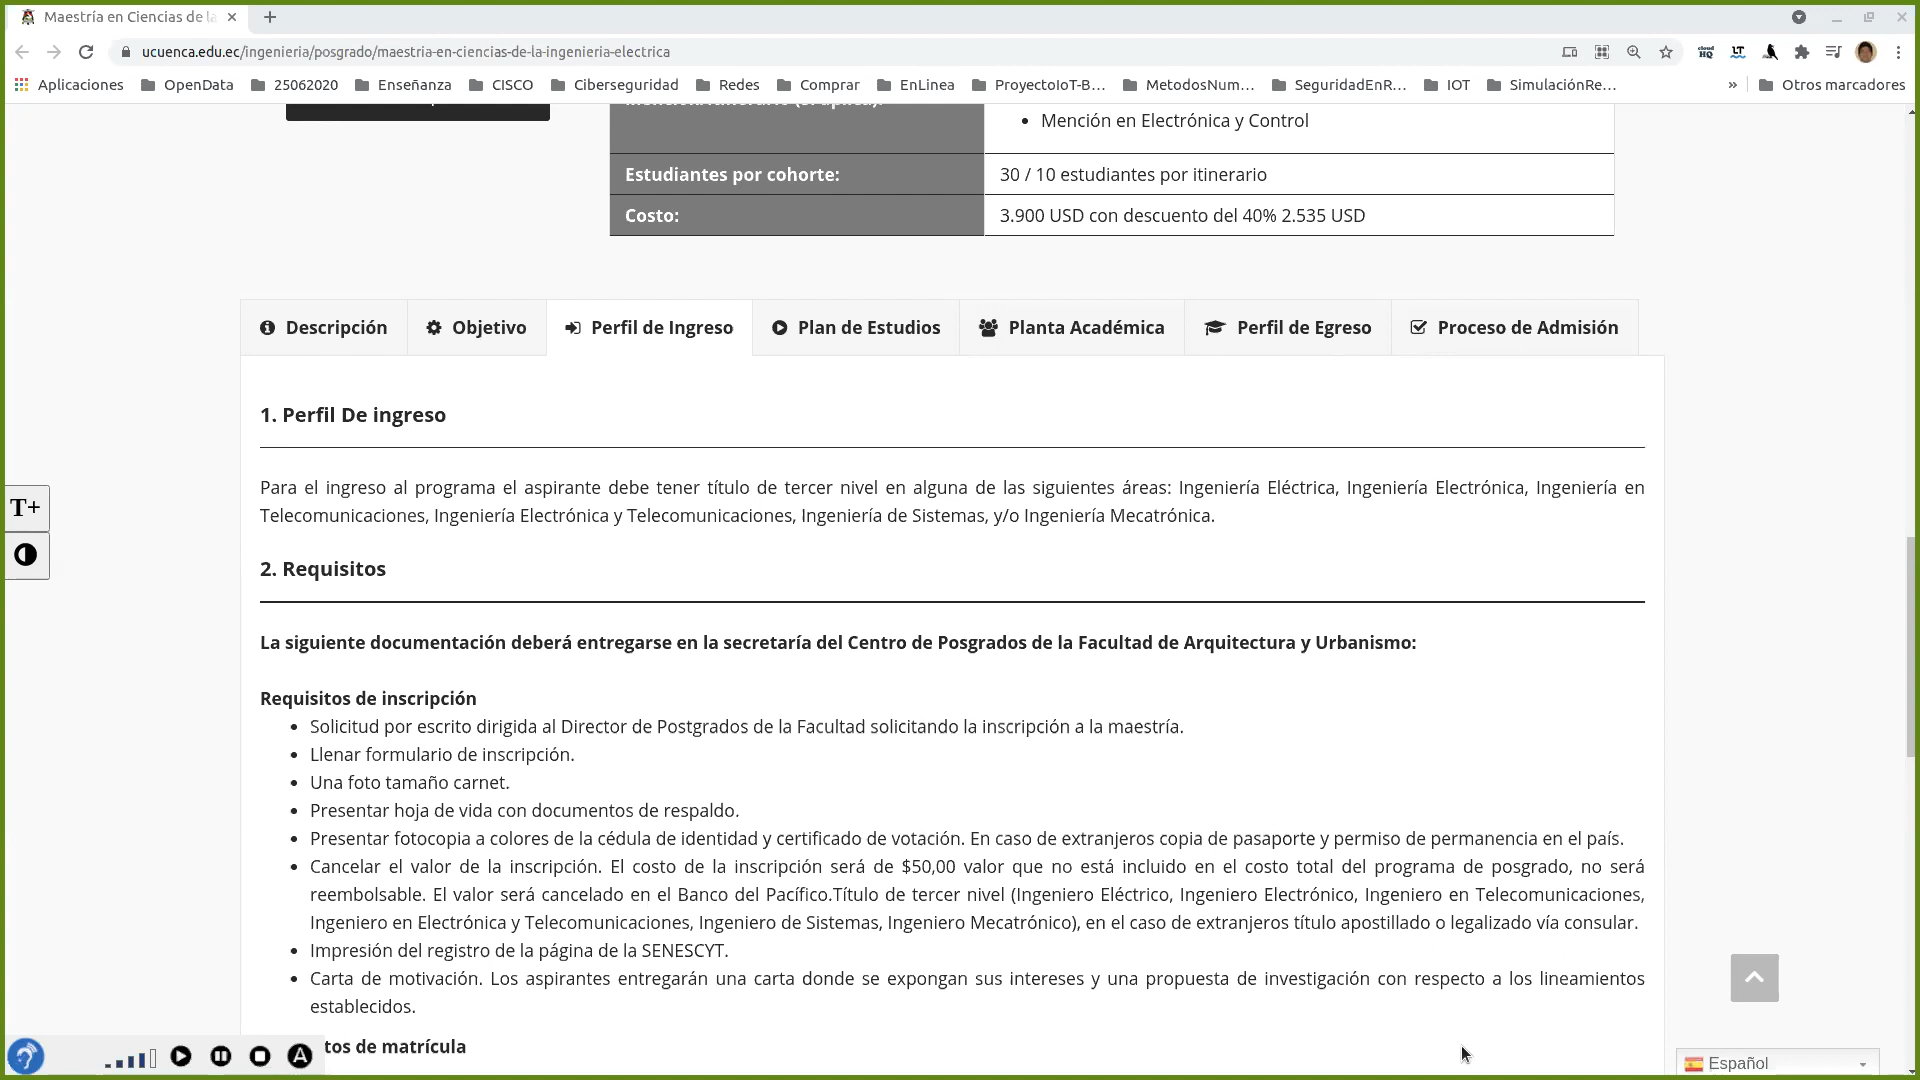 Maestría en Ciencias de la
ucuenca.edu.ec/ingenieria/posgrado/maestria-en-ciencias-de-la-ingenieria-electrica
cloud HQ
LT
Aplicaciones OpenData 25062020 Enseñanza CISCO Ciberseguridad Redes Comprar EnLinea ProyectoIoT-B... MetodosNum... SeguridadEnR... IOT SimulaciónRe... » Otros marcadores
Mención en Electrónica y Control
Estudiantes por cohorte: 30 / 10 estudiantes por itinerario
Costo: 3.900 USD con descuento del 40% 2.535 USD
Descripción Objetivo Perfil de Ingreso Plan de Estudios Planta Académica Perfil de Egreso Proceso de Admisión
1. Perfil De ingreso
Para el ingreso al programa el aspirante debe tener título de tercer nivel en alguna de las siguientes áreas: Ingeniería Eléctrica, Ingeniería Electrónica, Ingeniería en
Telecomunicaciones, Ingeniería Electrónica y Telecomunicaciones, Ingeniería de Sistemas, y/o Ingeniería Mecatrónica.
T+
2. Requisitos
La siguiente documentación deberá entregarse en la secretaría del Centro de Posgrados de la Facultad de Arquitectura y Urbanismo:
Requisitos de inscripción
Solicitud por escrito dirigida al Director de Postgrados de la Facultad solicitando la inscripción a la maestría.
Llenar formulario de inscripción.
Una foto tamaño carnet.
Presentar hoja de vida con documentos de respaldo.
Presentar fotocopia a colores de la cédula de identidad y certificado de votación. En caso de extranjeros copia de pasaporte y permiso de permanencia en el país.
Cancelar el valor de la inscripción. El costo de la inscripción será de $50,00 valor que no está incluido en el costo total del programa de posgrado, no será
reembolsable. El valor será cancelado en el Banco del Pacífico.Título de tercer nivel (Ingeniero Eléctrico, Ingeniero Electrónico, Ingeniero en Telecomunicaciones,
Ingeniero en Electrónica y Telecomunicaciones, Ingeniero de Sistemas, Ingeniero Mecatrónico), en el caso de extranjeros título apostillado o legalizado vía consular.
Impresión del registro de la página de la SENESCYT.
Carta de motivación. Los aspirantes entregarán una carta donde se expongan sus intereses y una propuesta de investigación con respecto a los lineamientos
establecidos.
A
tos de matrícula
Español